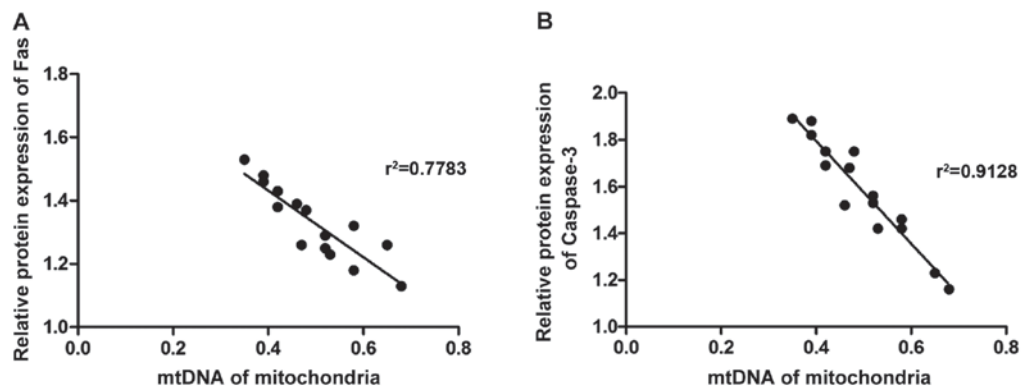 A
Relative protein expression of Fas
1.8
1.6
1.4
1.2
1.0
0.0
0.2
0.4
0.6
0.8
mtDNA of mitochondria
r²=0.7783
B
Relative protein expression
of Caspase-3
2.0
1.8
1.6
1.4
1.2
1.0
0.0
0.2
0.4
0.6
0.8
mtDNA of mitochondria
r²=0.9128